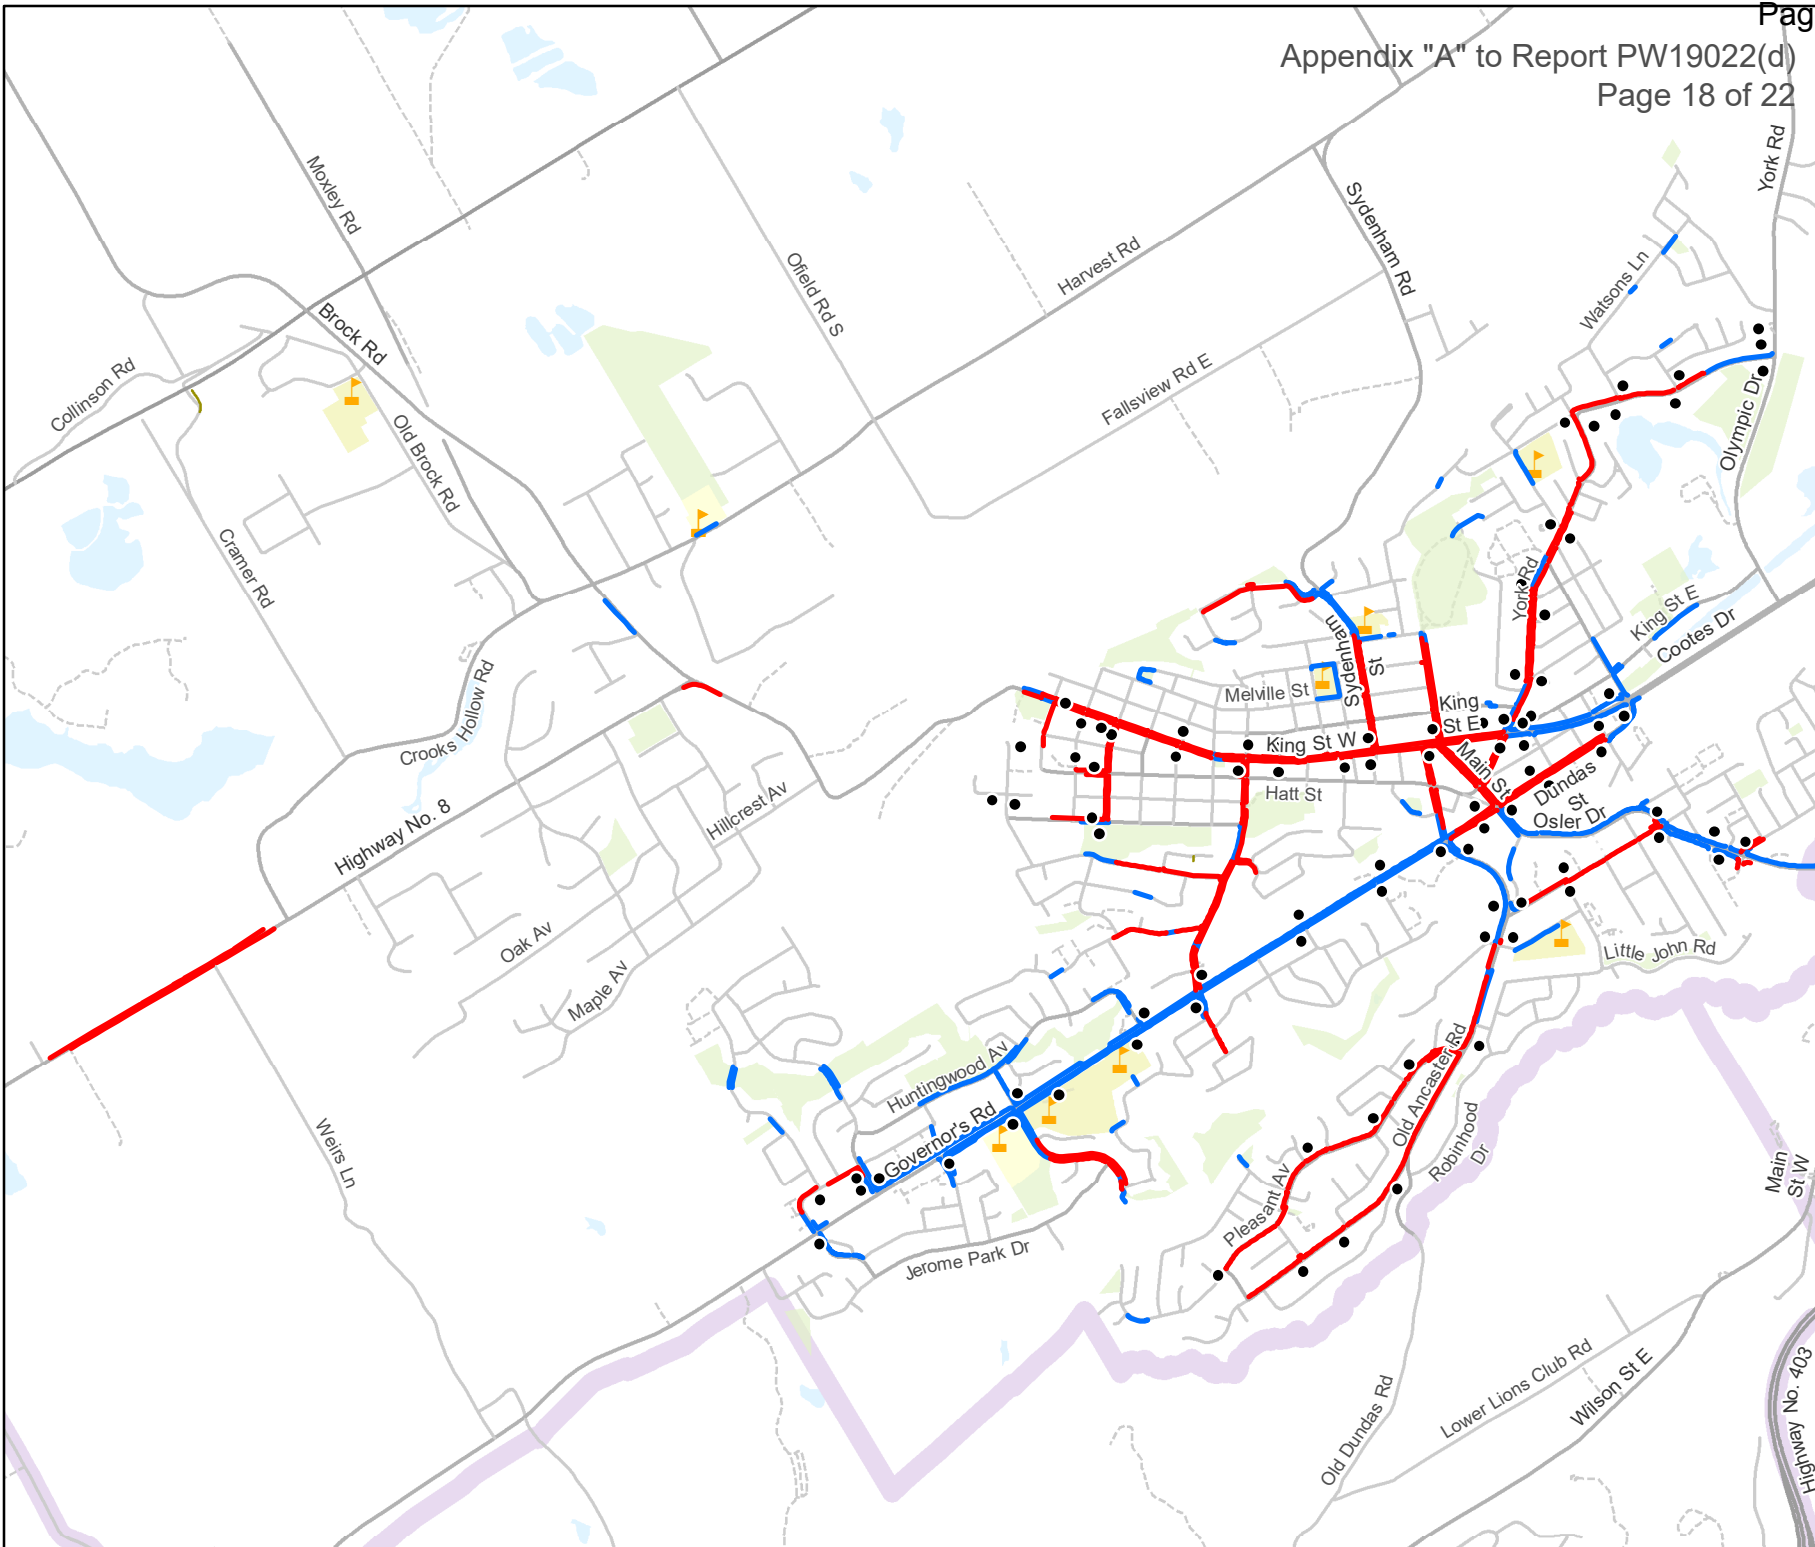 Pag
Appendix "A" to Report PW19022(d)
Page 18 of 22
York Rd
Moxley Rd
Sydenham Rd
Ofield Rd S
Harvest Rd
Watsons Ln
Brock Rd
Collinson Rd
Fallsview Rd E
Olympic Dr
Old Brock Rd
Cramer Rd
York Rd
King St E
Cootes Dr
Sydenham
St
Melville St
King
St E
Crooks Hollow Rd
King St W
Main St
Hatt St
Dundas
St
Osler Dr
Hillcrest Av
Highway No. 8
Oak Av
Maple Av
Little John Rd
Huntingwood Av
Governor's Rd
Old Ancaster Rd
Robinhood
Dr
Weirs Ln
Pleasant Av
Main
St W
Jerome Park Dr
Lower Lions Club Rd
Wilson St E
Old Dundas Rd
Highway No. 403